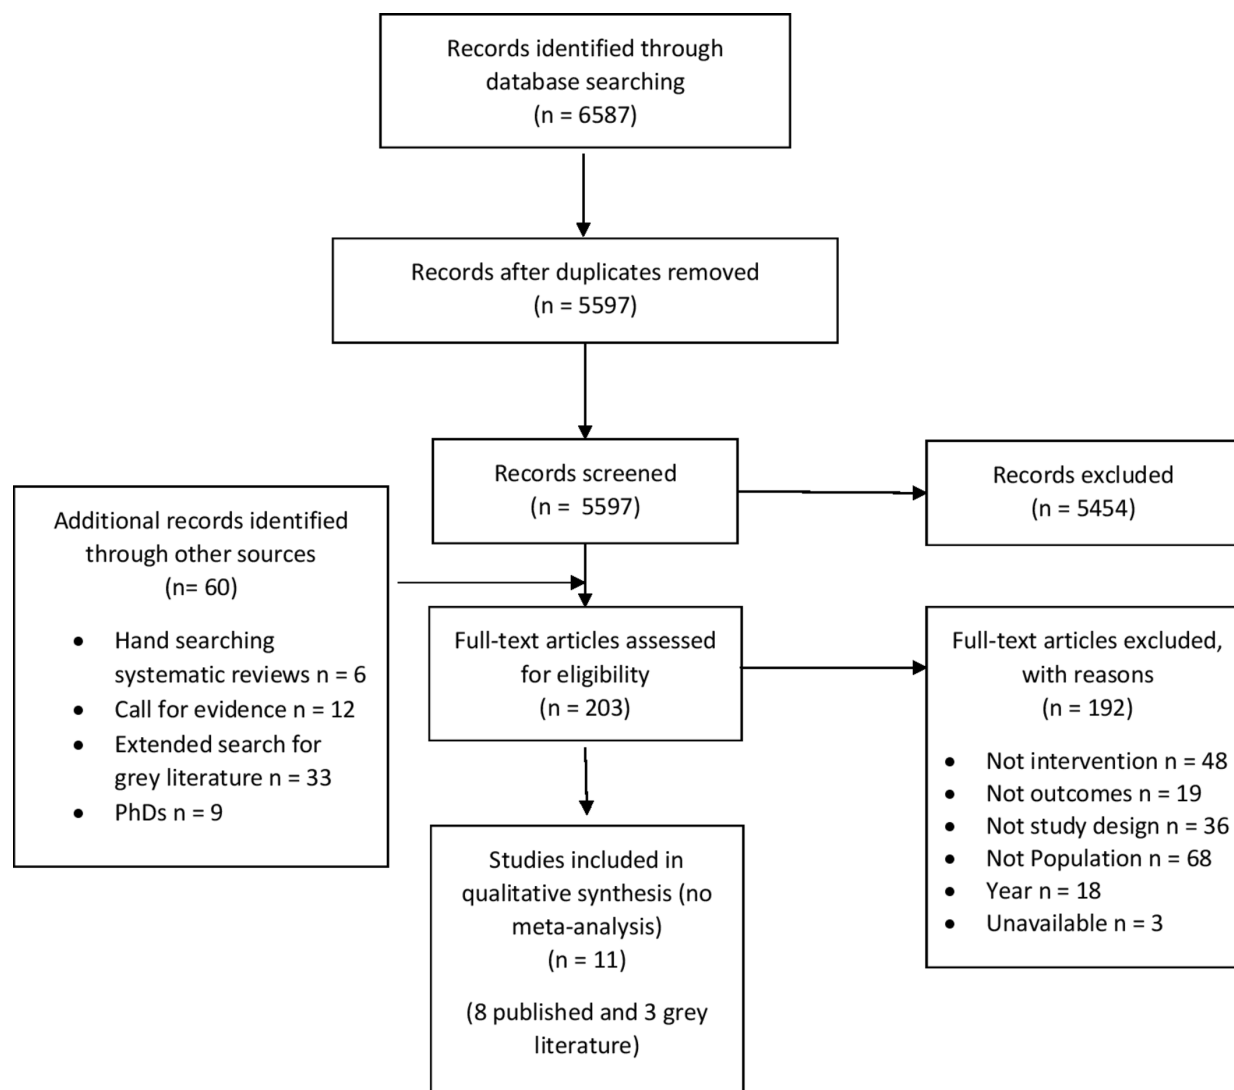 Records identified through
database searching
(n = 6587)
Records after duplicates removed
(n = 5597)
Records screened
(n =  5597)
Records excluded
(n = 5454)
Additional records identified
through other sources
(n= 60)
• Hand searching
systematic reviews n = 6
• Call for evidence n = 12
• Extended search for
grey literature n = 33
• PhDs n = 9
Full-text articles assessed
for eligibility
(n = 203)
Full-text articles excluded,
with reasons
(n = 192)
• Not intervention n = 48
• Not outcomes n = 19
• Not study design n = 36
• Not Population n = 68
• Year n = 18
• Unavailable n = 3
Studies included in
qualitative synthesis (no
meta-analysis)
(n = 11)
(8 published and 3 grey
literature)